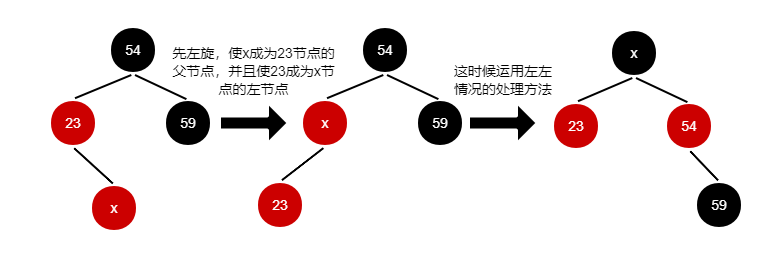 54
23
59
x
先左旋，使x成为23节点的
父节点，并且使23成为x节
点的左节点
54
x
59
23
这时候运用左左
情况的处理方法
x
23
54
59